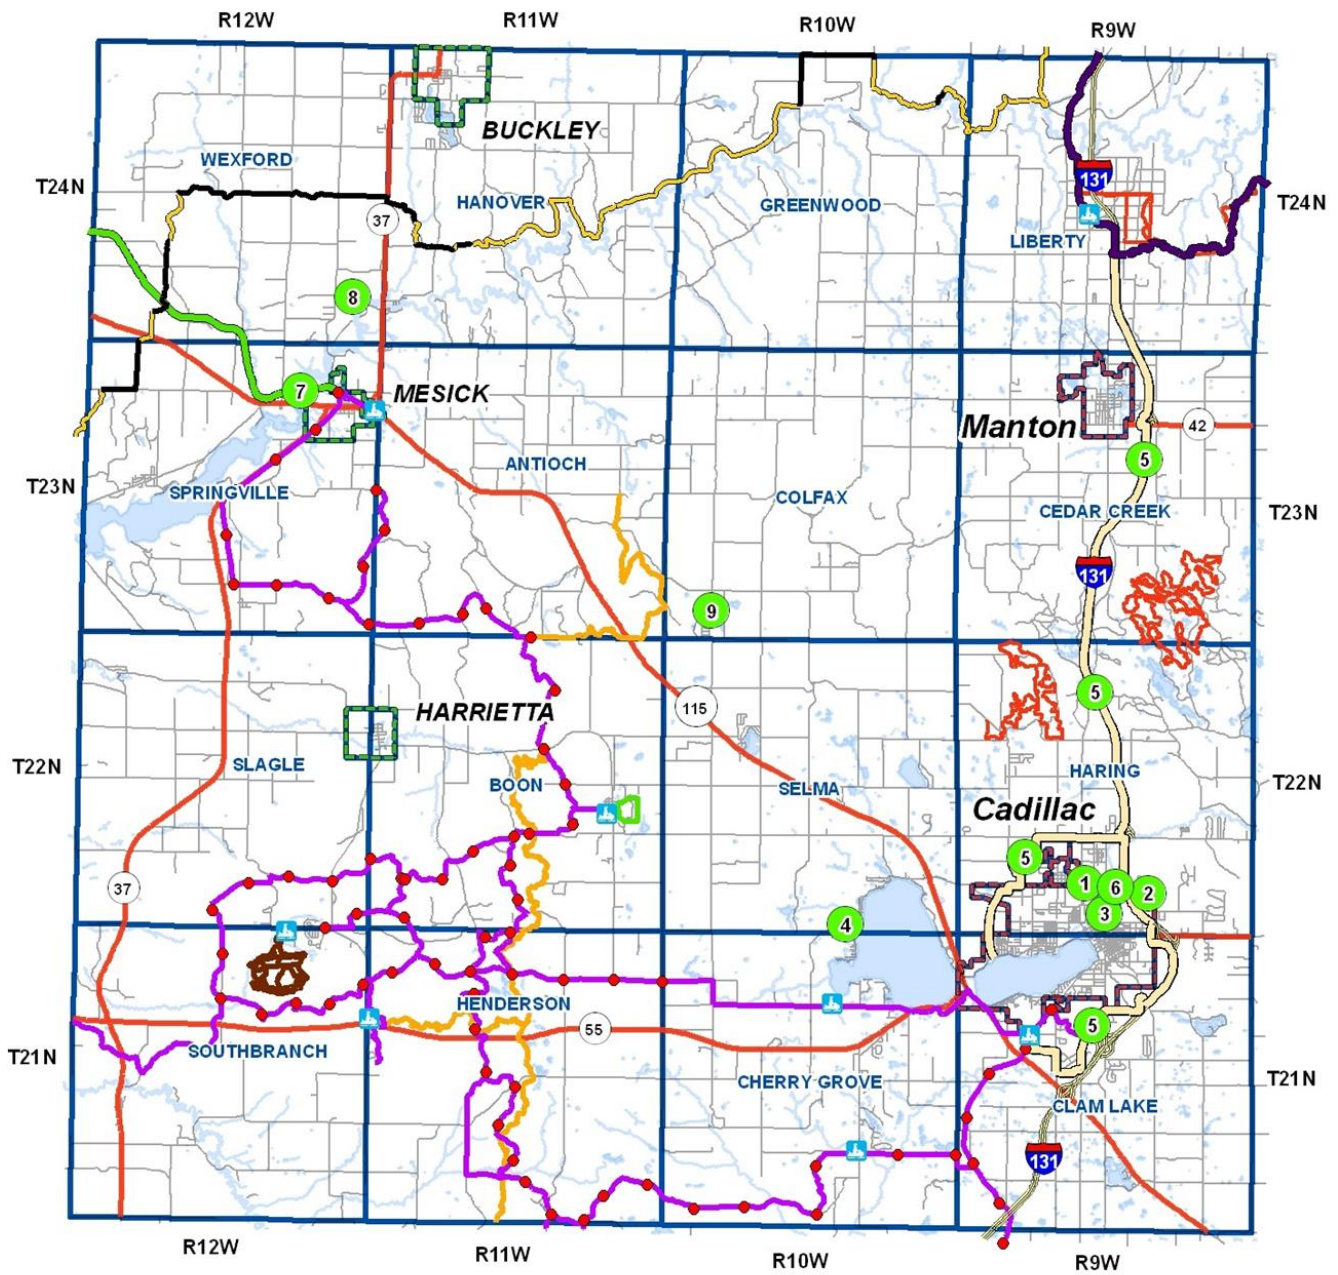 R12W
R11W
R10W
R9W
BUCKLEY
WEXFORD
131
T24N
HANOVER
GREENWOOD
T24N
37
LIBERTY
8
7
MESICK
Manton
42
5
ANTIOCH
T23N
SPRINGVILLE
COLFAX
CEDAR CREEK
T23N
131
9
5
115
HARRIETTA
T22N
SLAGLE
BOON
SELMA
HARING
T22N
Cadillac
5
1
6
2
37
3
4
HENDERSON
55
5
SOUTHBRANCH
T21N
CHERRY GROVE
T21N
CLAM LAKE
131
R12W
R11W
R10W
R9W